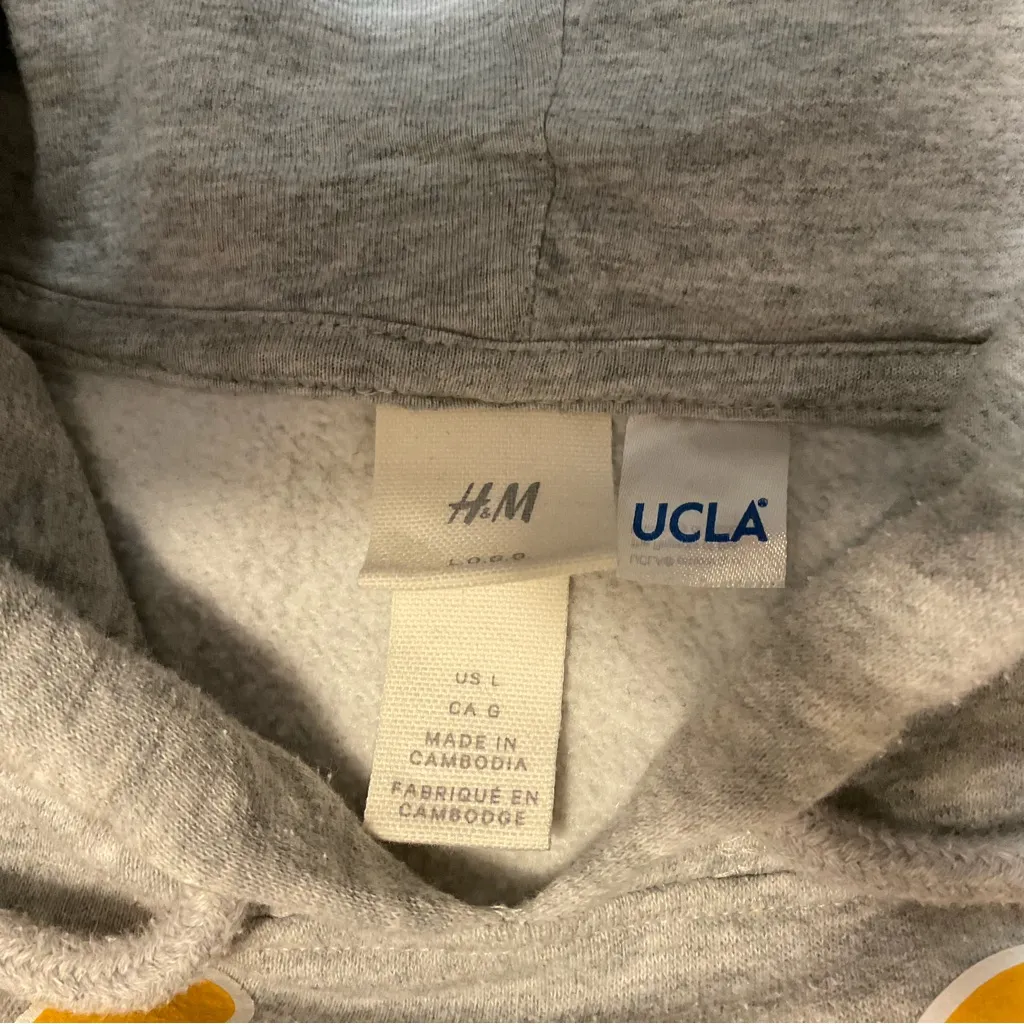 H&M
L.O.G.G
UCLA®
US L
CA G
MADE IN
CAMBODIA
FABRIQUÉ EN
CAMBODGE